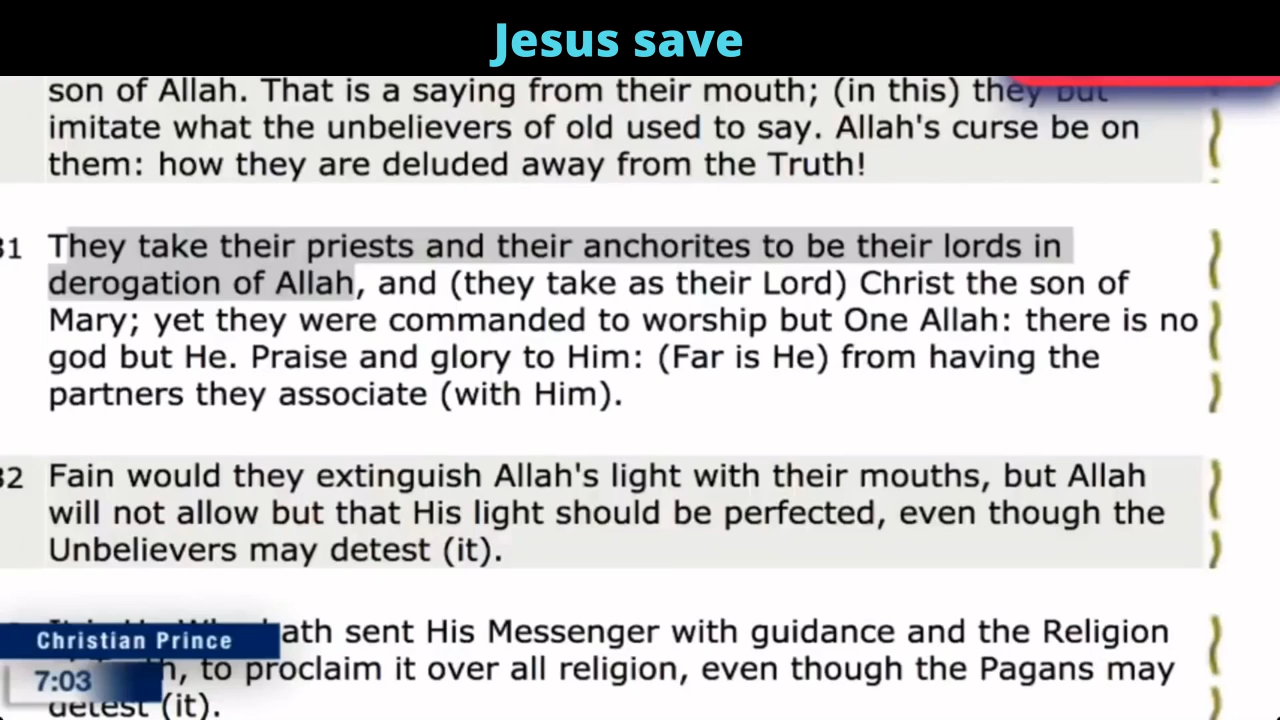 Jesus save
son of Allah. That is a saying from their mouth; (in this) they but
imitate what the unbelievers of old used to say. Allah's curse be on
them: how they are deluded away from the Truth!
31 They take their priests and their anchorites to be their lords in
derogation of Allah, and (they take as their Lord) Christ the son of
Mary; yet they were commanded to worship but One Allah: there is no
god but He. Praise and glory to Him: (Far is He) from having the
partners they associate (with Him).
32 Fain would they extinguish Allah's light with their mouths, but Allah
will not allow but that His light should be perfected, even though the
Unbelievers may detest (it).
hath sent His Messenger with guidance and the Religion
to proclaim it over all religion, even though the Pagans may
detest (it).
Christian Prince
7:03